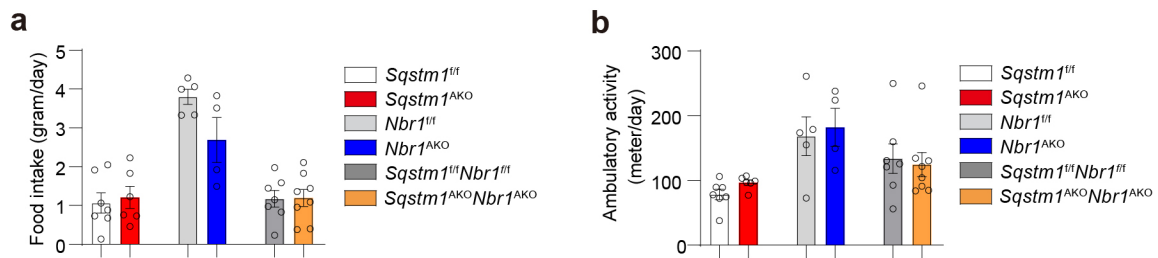 a
Food intake (gram/day)
5
4
3
2
1
0
Sqstm1f/f
Sqstm1AKO
Nbr1f/f
Nbr1AKO
Sqstm1f/fNbr1f/f
Sqstm1AKONbr1AKO
b
Ambulatory activity
(meter/day)
300
200
100
0
Sqstm1f/f
Sqstm1AKO
Nbr1f/f
Nbr1AKO
Sqstm1f/fNbr1f/f
Sqstm1AKONbr1AKO